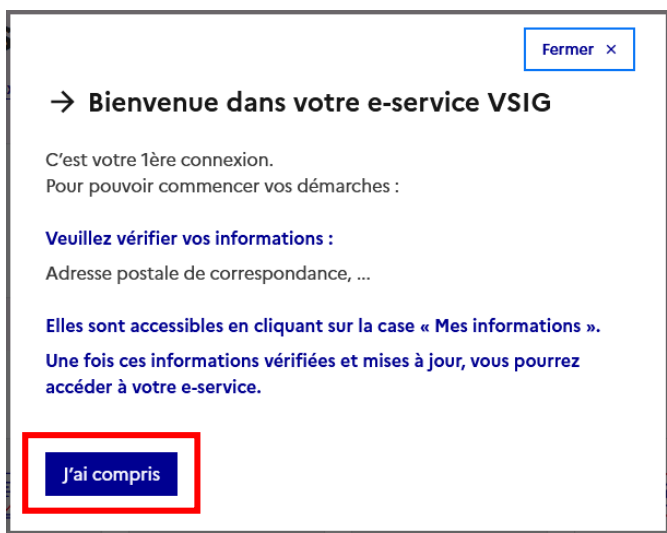 Fermer ×
→ Bienvenue dans votre e-service VSIG
C'est votre 1ère connexion.
Pour pouvoir commencer vos démarches :
Veuillez vérifier vos informations :
Adresse postale de correspondance, ...
Elles sont accessibles en cliquant sur la case « Mes informations ».
Une fois ces informations vérifiées et mises à jour, vous pourrez
accéder à votre e-service.
J'ai compris